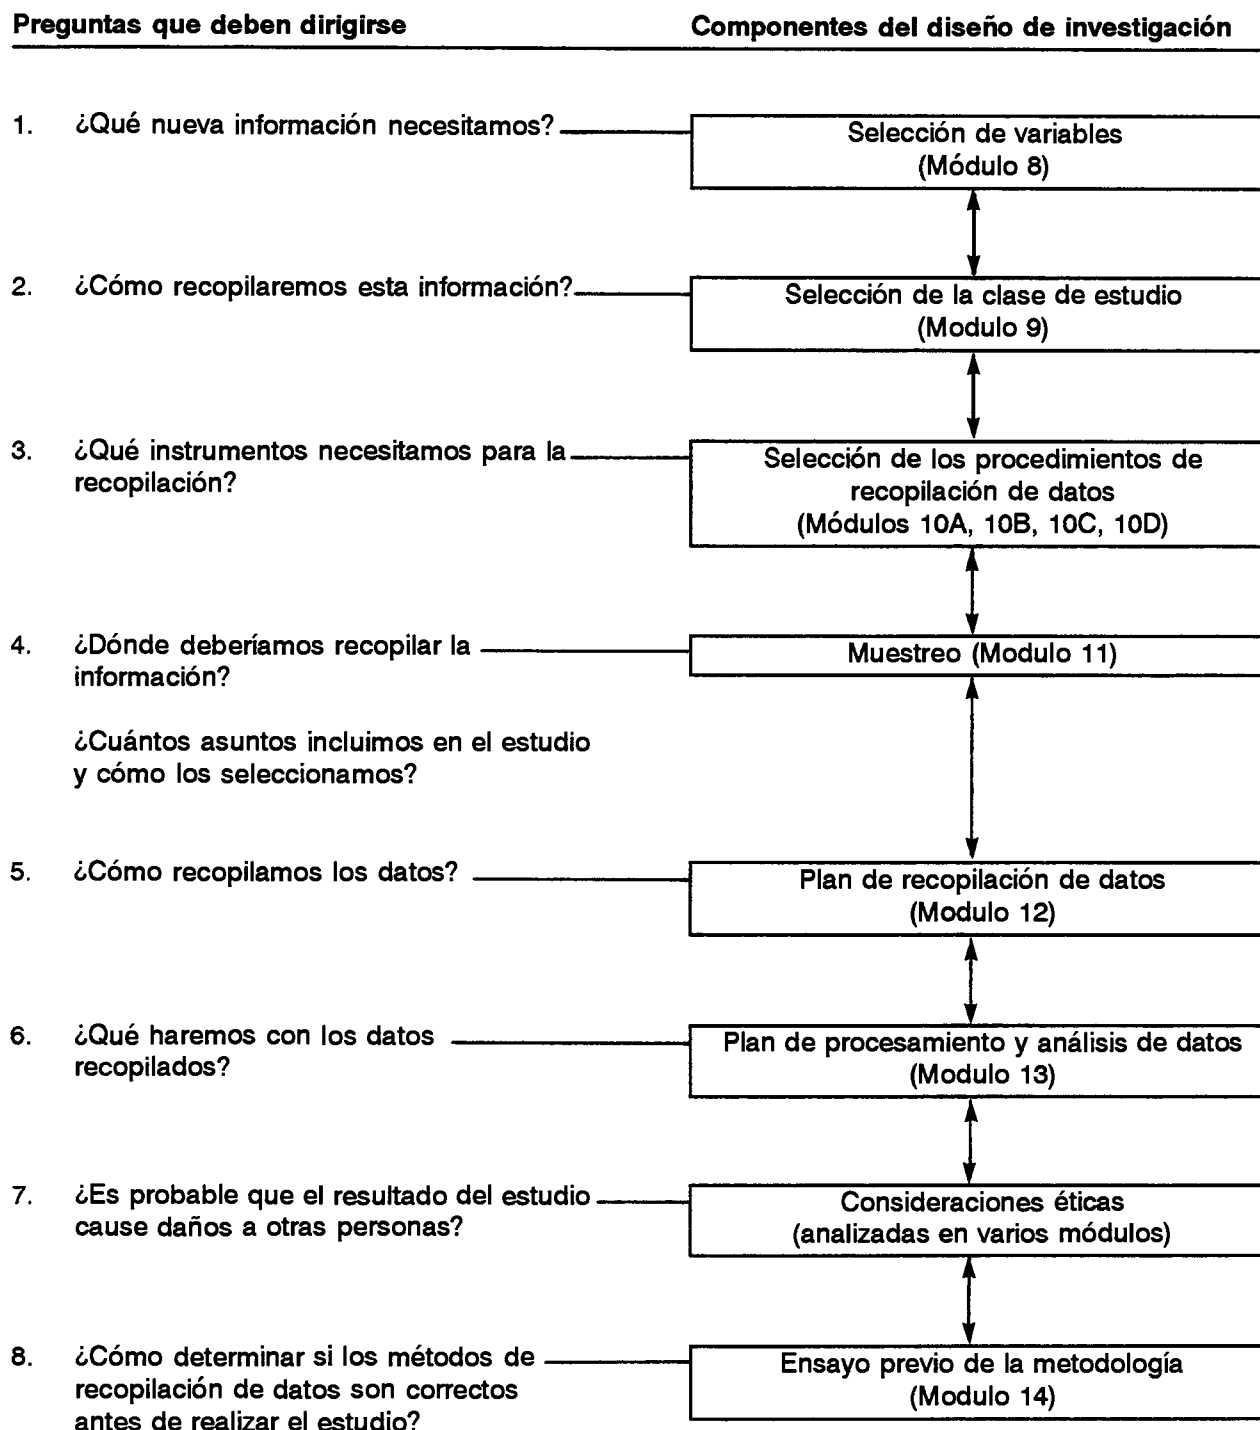 Preguntas que deben dirigirse
Componentes del diseño de investigación
1. ¿Qué nueva información necesitamos?
Selección de variables
(Módulo 8)
2. ¿Cómo recopilaremos esta información?
Selección de la clase de estudio
(Modulo 9)
3. ¿Qué instrumentos necesitamos para la
recopilación?
Selección de los procedimientos de
recopilación de datos
(Módulos 10A, 10B, 10C, 10D)
4. ¿Dónde deberíamos recopilar la
información?
¿Cuántos asuntos incluimos en el estudio
y cómo los seleccionamos?
Muestreo (Modulo 11)
5. ¿Cómo recopilamos los datos?
Plan de recopilación de datos
(Modulo 12)
6. ¿Qué haremos con los datos
recopilados?
Plan de procesamiento y análisis de datos
(Modulo 13)
7. ¿Es probable que el resultado del estudio
cause daños a otras personas?
Consideraciones éticas
(analizadas en varios módulos)
8. ¿Cómo determinar si los métodos de
recopilación de datos son correctos
antes de realizar el estudio?
Ensayo previo de la metodología
(Modulo 14)